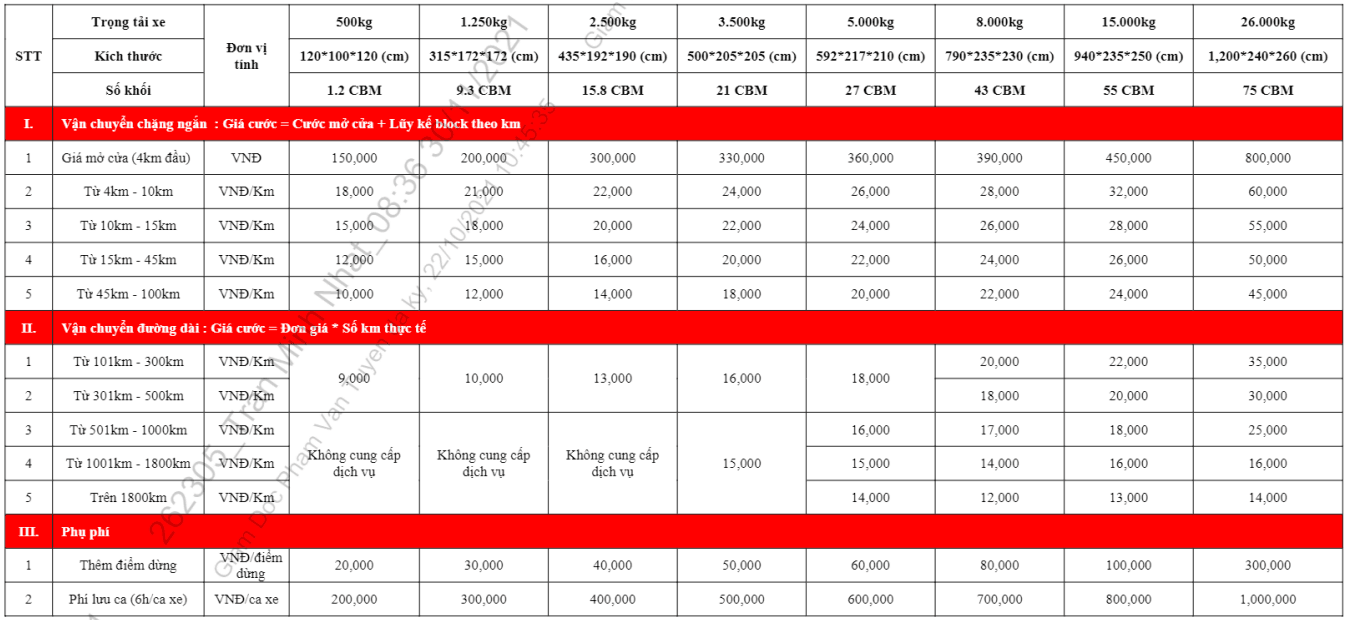 STT Trọng tải xe Đơn vị tính 500kg 1.250kg 2.500kg 3.500kg 5.000kg 8.000kg 15.000kg 26.000kg
Kích thước 120*100*120 (cm) 315*172*172 (cm) 435*192*190 (cm) 500*205*205 (cm) 592*217*210 (cm) 790*235*230 (cm) 940*235*250 (cm) 1,200*240*260 (cm)
Số khối 1.2 CBM 9.3 CBM 15.8 CBM 21 CBM 27 CBM 43 CBM 55 CBM 75 CBM
I. Vận chuyển chặng ngắn : Giá cước = Cước mở cửa + Lũy kế block theo km
1 Giá mở cửa (4km đầu) VNĐ 150,000 200,000 300,000 330,000 360,000 390,000 450,000 800,000
2 Từ 4km - 10km VNĐ/Km 18,000 21,000 22,000 24,000 26,000 28,000 32,000 60,000
3 Từ 10km - 15km VNĐ/Km 15,000 18,000 20,000 22,000 24,000 26,000 28,000 55,000
4 Từ 15km - 45km VNĐ/Km 12,000 15,000 16,000 20,000 22,000 24,000 26,000 50,000
5 Từ 45km - 100km VNĐ/Km 10,000 12,000 14,000 18,000 20,000 22,000 24,000 45,000
II. Vận chuyển đường dài : Giá cước = Đơn giá * Số km thực tế
1 Từ 101km - 300km VNĐ/Km 9,000 10,000 13,000 16,000 18,000 20,000 22,000 35,000
2 Từ 301km - 500km VNĐ/Km 18,000 20,000 30,000
3 Từ 501km - 1000km VNĐ/Km Không cung cấp dịch vụ Không cung cấp dịch vụ Không cung cấp dịch vụ 15,000 16,000 17,000 18,000 25,000
4 Từ 1001km - 1800km VNĐ/Km 15,000 14,000 16,000 16,000
5 Trên 1800km VNĐ/Km 14,000 12,000 13,000 14,000
III. Phụ phí
1 Thêm điểm dừng VNĐ/điểm dừng 20,000 30,000 40,000 50,000 60,000 80,000 100,000 300,000
2 Phí lưu ca (6h/ca xe) VNĐ/ca xe 200,000 300,000 400,000 500,000 600,000 700,000 800,000 1,000,000
262305_Tran Minh Nhat_08:36 30/11/2021
Giam Doc Pham Van Truyen Da ky, 22/10/2021 10:45:35
Giam